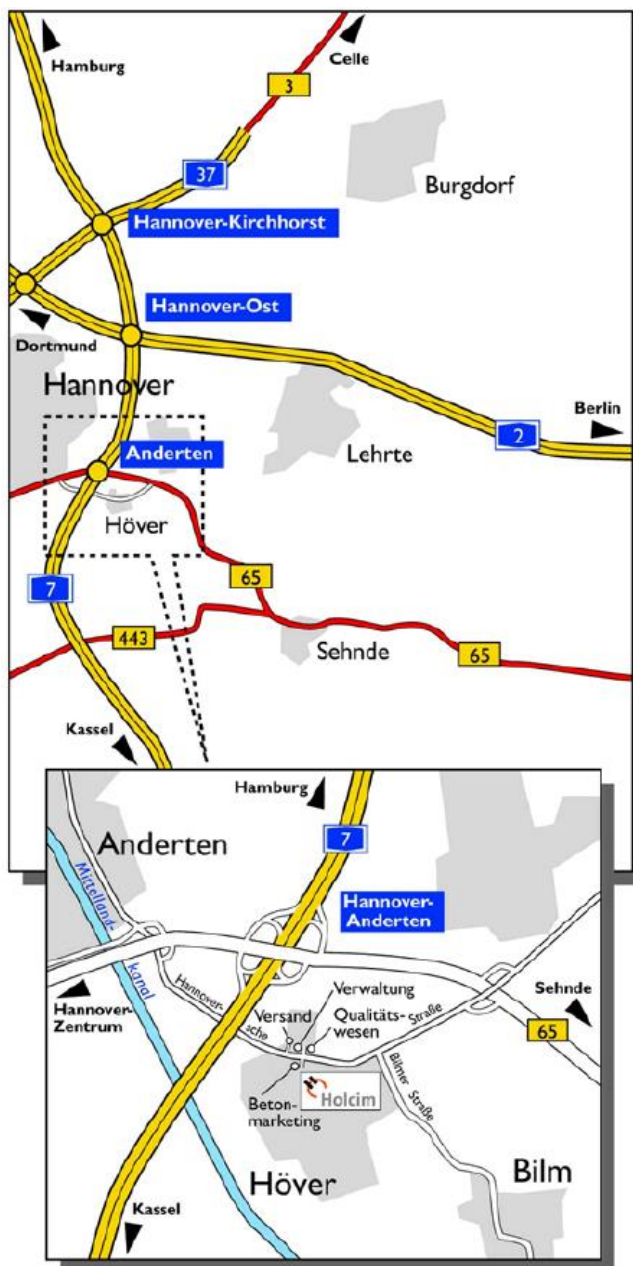 Hamburg
Celle
3
37
Burgdorf
Hannover-Kirchhorst
Hannover-Ost
Dortmund
Hannover
Berlin
2
Anderten
Lehrte
Höver
7
65
443
Sehnde
65
Kassel
Hamburg
7
Anderten
Mittelland-
kanal
Hannover-
Anderten
Hannover-
Zentrum
Hannover-
sche
Straße
Verwaltung
Versand
Qualitäts-
wesen
Sehnde
65
Beton-
marketing
Holcim
Bilmer Straße
Höver
Bilm
Kassel